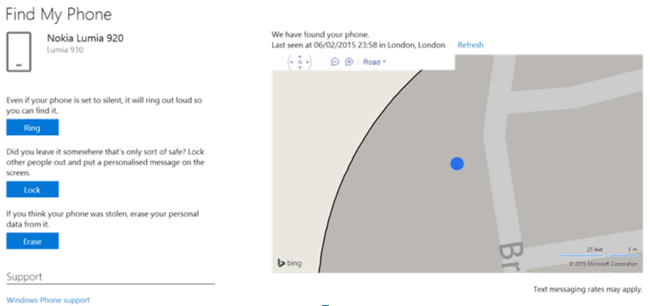 Find My Phone
Nokia Lumia 920
Lumia 930
Even if your phone is set to silent, it will ring out loud so
you can find it.
Ring
Did you leave it somewhere that's only sort of safe? Lock
other people out and put a personalised message on the
screen.
Lock
If you think your phone was stolen, erase your personal
data from it.
Erase
Support
Windows Phone support
We have found your phone.
Last seen at 06/02/2015 23:58 in London, London Refresh
N Road
Br
bing
25 feet 5 m
© 2015 Microsoft Corporation
Text messaging rates may apply.